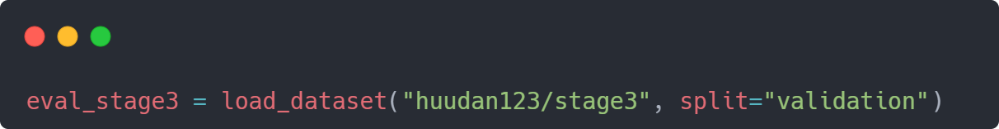 eval_stage3 = load_dataset("huudan123/stage3", split="validation")